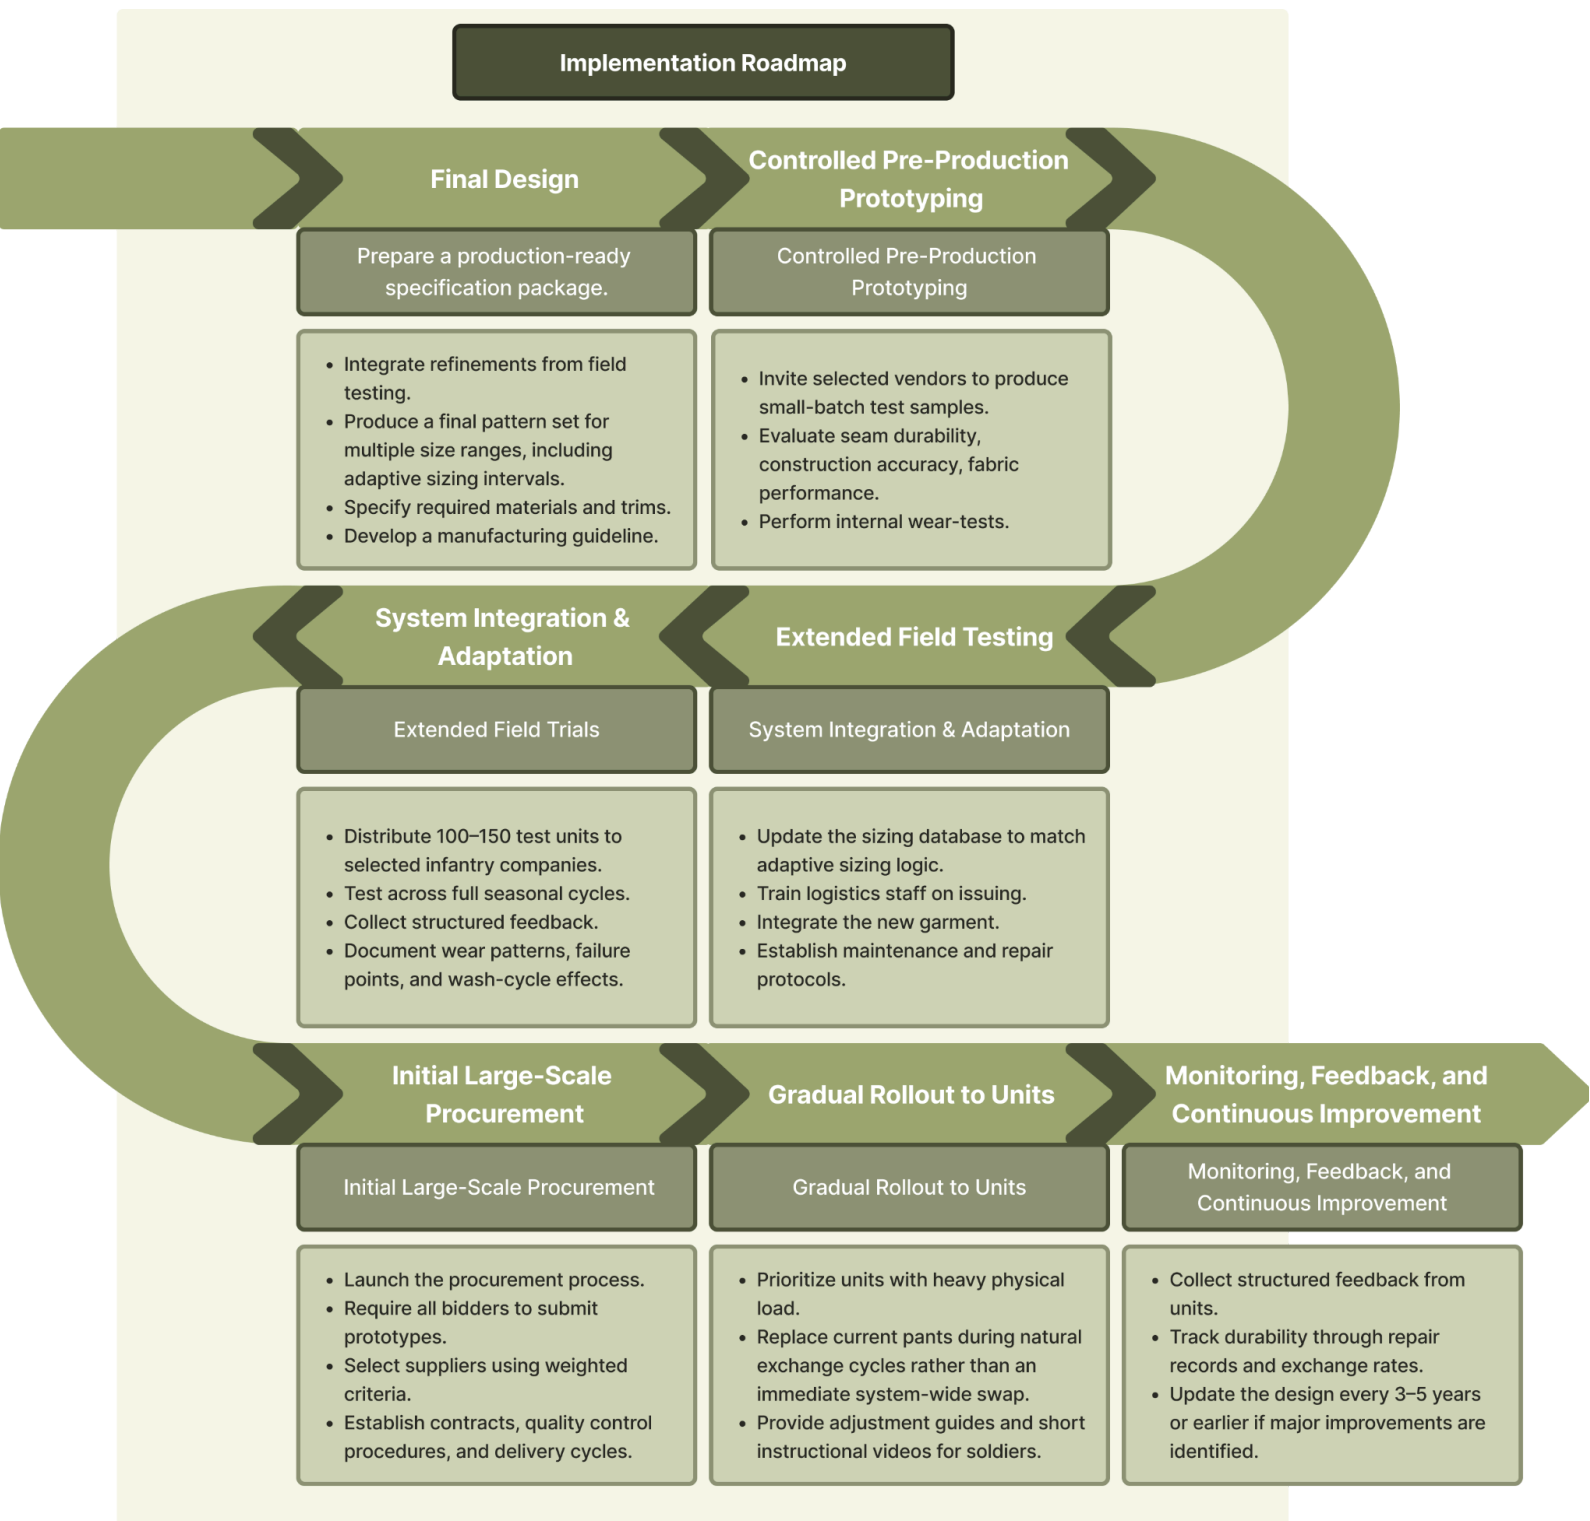 Implementation Roadmap
Final Design
Controlled Pre-Production
Prototyping
Prepare a production-ready
specification package.
Controlled Pre-Production
Prototyping
• Integrate refinements from field
testing.
• Produce a final pattern set for
multiple size ranges, including
adaptive sizing intervals.
• Specify required materials and trims.
• Develop a manufacturing guideline.
• Invite selected vendors to produce
small-batch test samples.
• Evaluate seam durability,
construction accuracy, fabric
performance.
• Perform internal wear-tests.
System Integration &
Adaptation
Extended Field Testing
Extended Field Trials
System Integration & Adaptation
• Distribute 100–150 test units to
selected infantry companies.
• Test across full seasonal cycles.
• Collect structured feedback.
• Document wear patterns, failure
points, and wash-cycle effects.
• Update the sizing database to match
adaptive sizing logic.
• Train logistics staff on issuing.
• Integrate the new garment.
• Establish maintenance and repair
protocols.
Initial Large-Scale
Procurement
Gradual Rollout to Units
Monitoring, Feedback, and
Continuous Improvement
Initial Large-Scale Procurement
Gradual Rollout to Units
Monitoring, Feedback, and
Continuous Improvement
• Launch the procurement process.
• Require all bidders to submit
prototypes.
• Select suppliers using weighted
criteria.
• Establish contracts, quality control
procedures, and delivery cycles.
• Prioritize units with heavy physical
load.
• Replace current pants during natural
exchange cycles rather than an
immediate system-wide swap.
• Provide adjustment guides and short
instructional videos for soldiers.
• Collect structured feedback from
units.
• Track durability through repair
records and exchange rates.
• Update the design every 3–5 years
or earlier if major improvements are
identified.